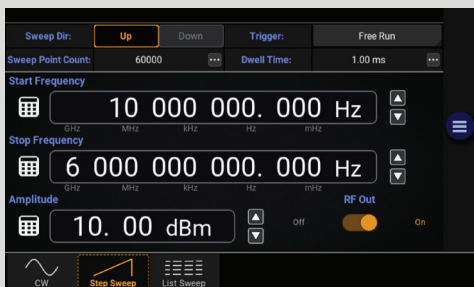 Sweep Dir: Up Down Trigger: Free Run
Sweep Point Count: 60000 ... Dwell Time: 1.00 ms ...
Start Frequency
10 000 000. 000 Hz
GHz MHz kHz Hz mHz
Stop Frequency
6 000 000 000. 000 Hz
GHz MHz kHz Hz mHz
Amplitude RF Out
10. 00 dBm Off On
CW Step Sweep List Sweep